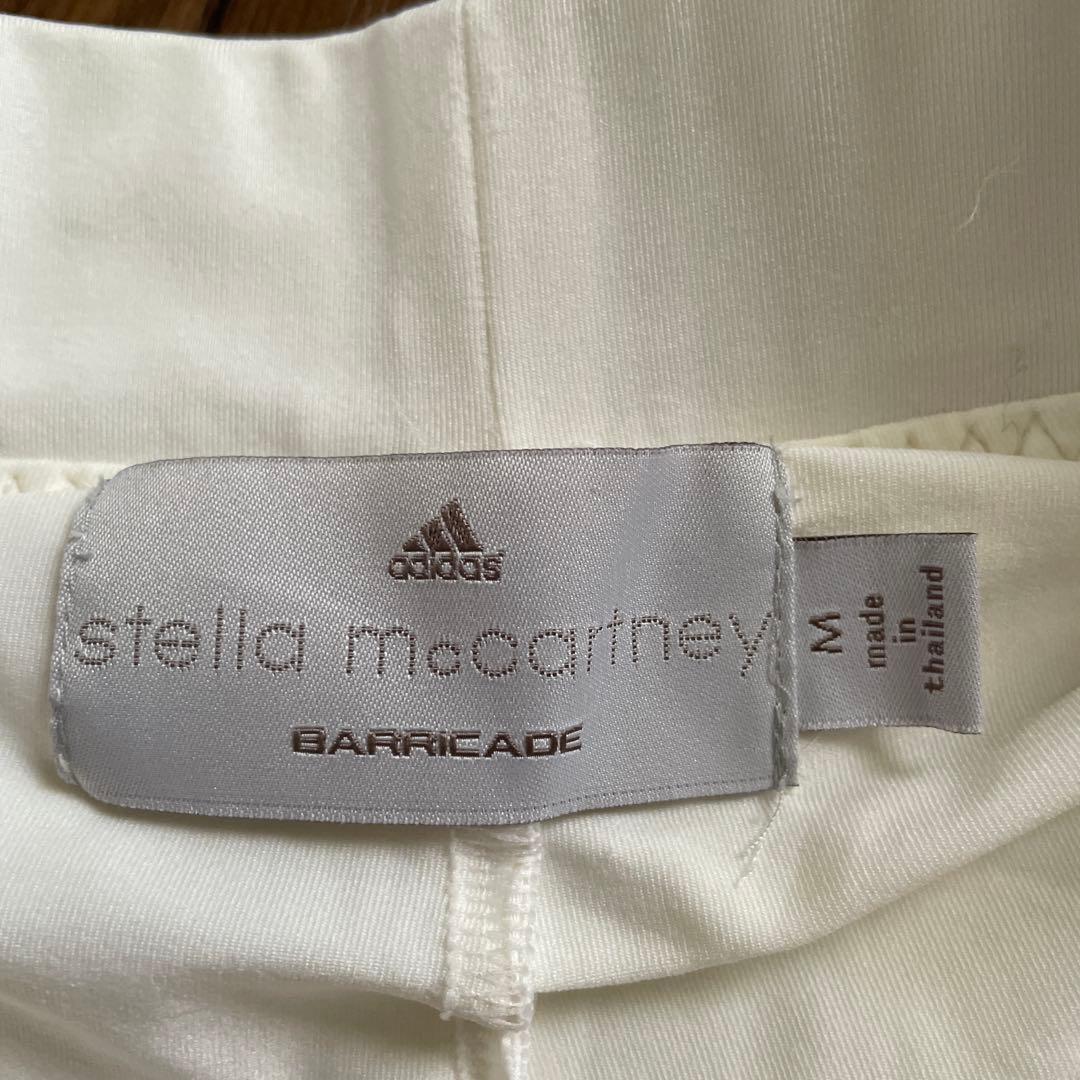 adidas
stella mccartney
BARRICADE
M
made
in
thailand